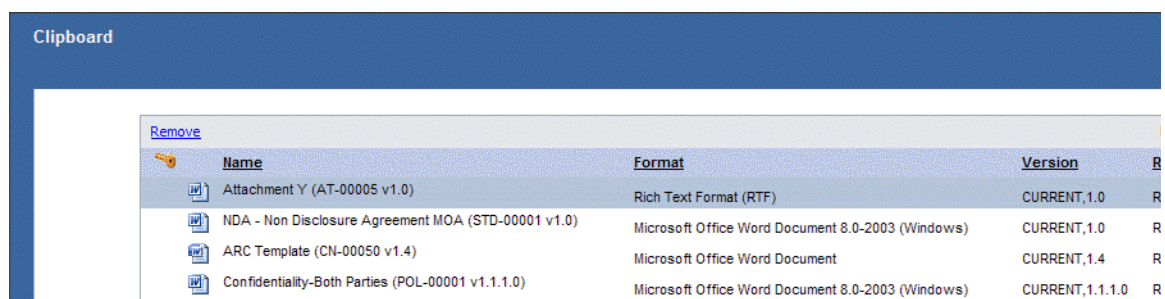 Clipboard
Remove
Name Format Version R
Attachment Y (AT-00005 v1.0) Rich Text Format (RTF) CURRENT,1.0 R
NDA - Non Disclosure Agreement MOA (STD-00001 v1.0) Microsoft Office Word Document 8.0-2003 (Windows) CURRENT,1.0 R
ARC Template (CN-00050 v1.4) Microsoft Office Word Document CURRENT,1.4 R
Confidentiality-Both Parties (POL-00001 v1.1.1.0) Microsoft Office Word Document 8.0-2003 (Windows) CURRENT,1.1.1.0 R